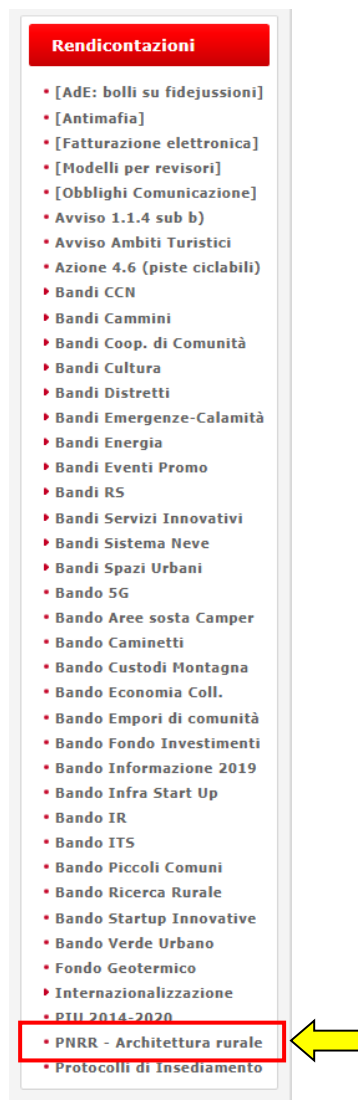 Rendicontazioni
[AdE: bolli su fidejussioni]
[Antimafia]
[Fatturazione elettronica]
[Modelli per revisori]
[Obblighi Comunicazione]
Avviso 1.1.4 sub b)
Avviso Ambiti Turistici
Azione 4.6 (piste ciclabili)
Bandi CCN
Bandi Cammini
Bandi Coop. di Comunità
Bandi Cultura
Bandi Distretti
Bandi Emergenze-Calamità
Bandi Energia
Bandi Eventi Promo
Bandi RS
Bandi Servizi Innovativi
Bandi Sistema Neve
Bandi Spazi Urbani
Bando 5G
Bando Aree sosta Camper
Bando Caminetti
Bando Custodi Montagna
Bando Economia Coll.
Bando Empori di comunità
Bando Fondo Investimenti
Bando Informazione 2019
Bando Infra Start Up
Bando IR
Bando ITS
Bando Piccoli Comuni
Bando Ricerca Rurale
Bando Startup Innovative
Bando Verde Urbano
Fondo Geotermico
Internazionalizzazione
PIU 2014-2020
PNRR - Architettura rurale
Protocolli di Insediamento